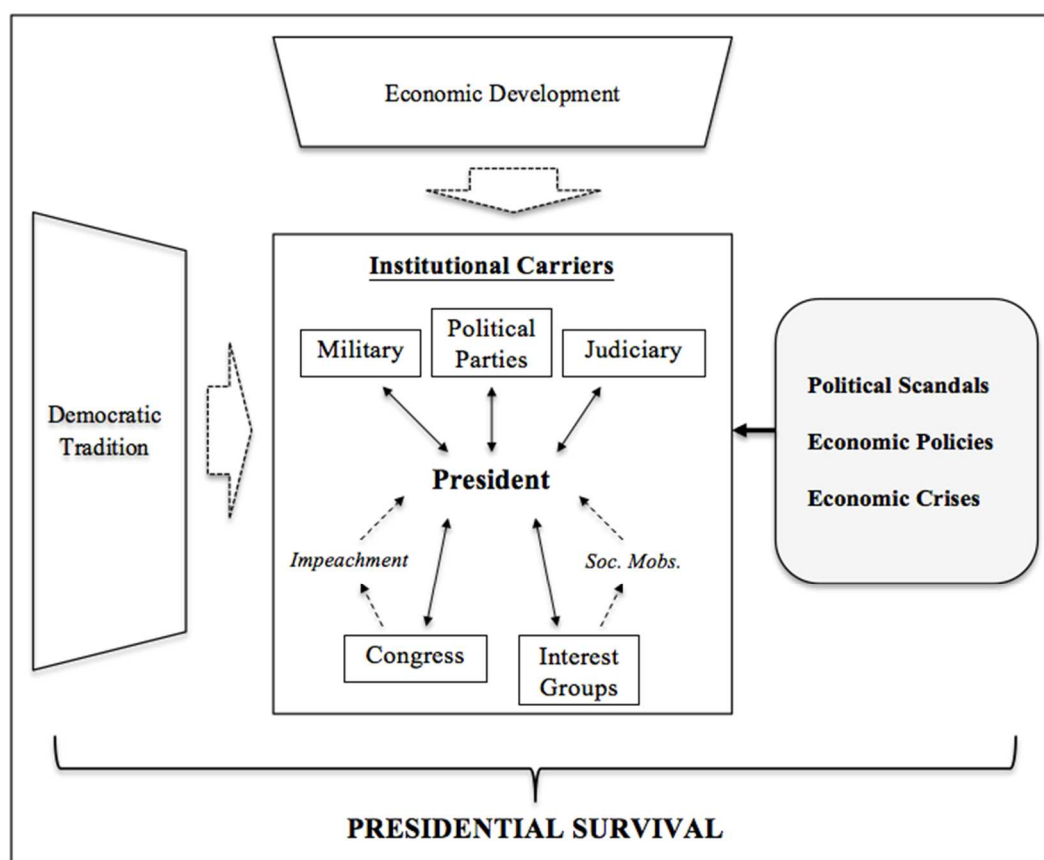 Economic Development
Institutional Carriers
Military
Political
Parties
Judiciary
Democratic
Tradition
Political Scandals
Economic Policies
Economic Crises
President
Impeachment
Soc. Mobs.
Congress
Interest
Groups
PRESIDENTIAL SURVIVAL